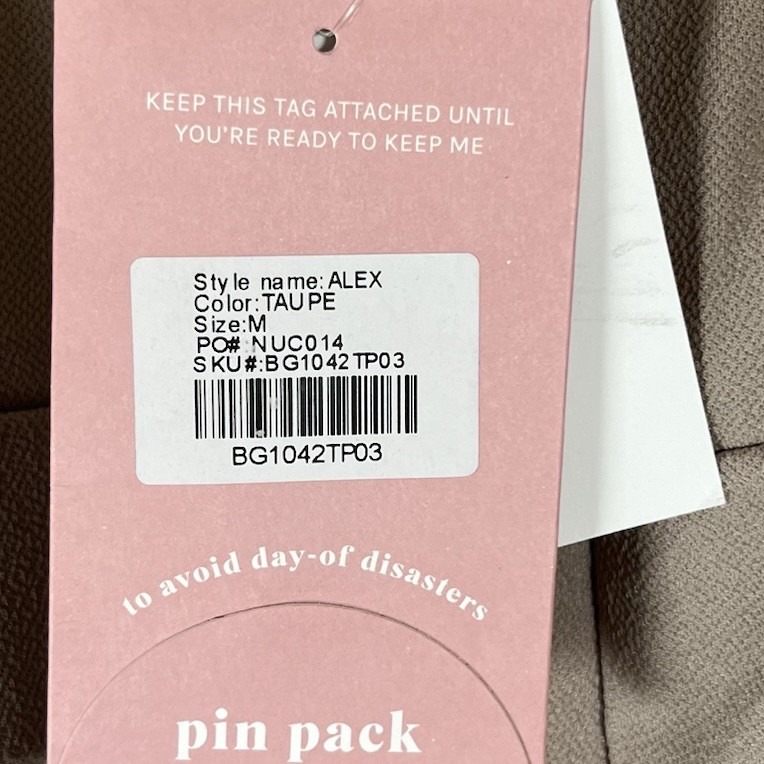 KEEP THIS TAG ATTACHED UNTIL
YOU'RE READY TO KEEP ME
Style name: ALEX
Color:TAUPE
Size:M
PO#:NUC014
SKU#:BG1042TP03
BG1042TP03
to avoid day-of disasters
pin pack